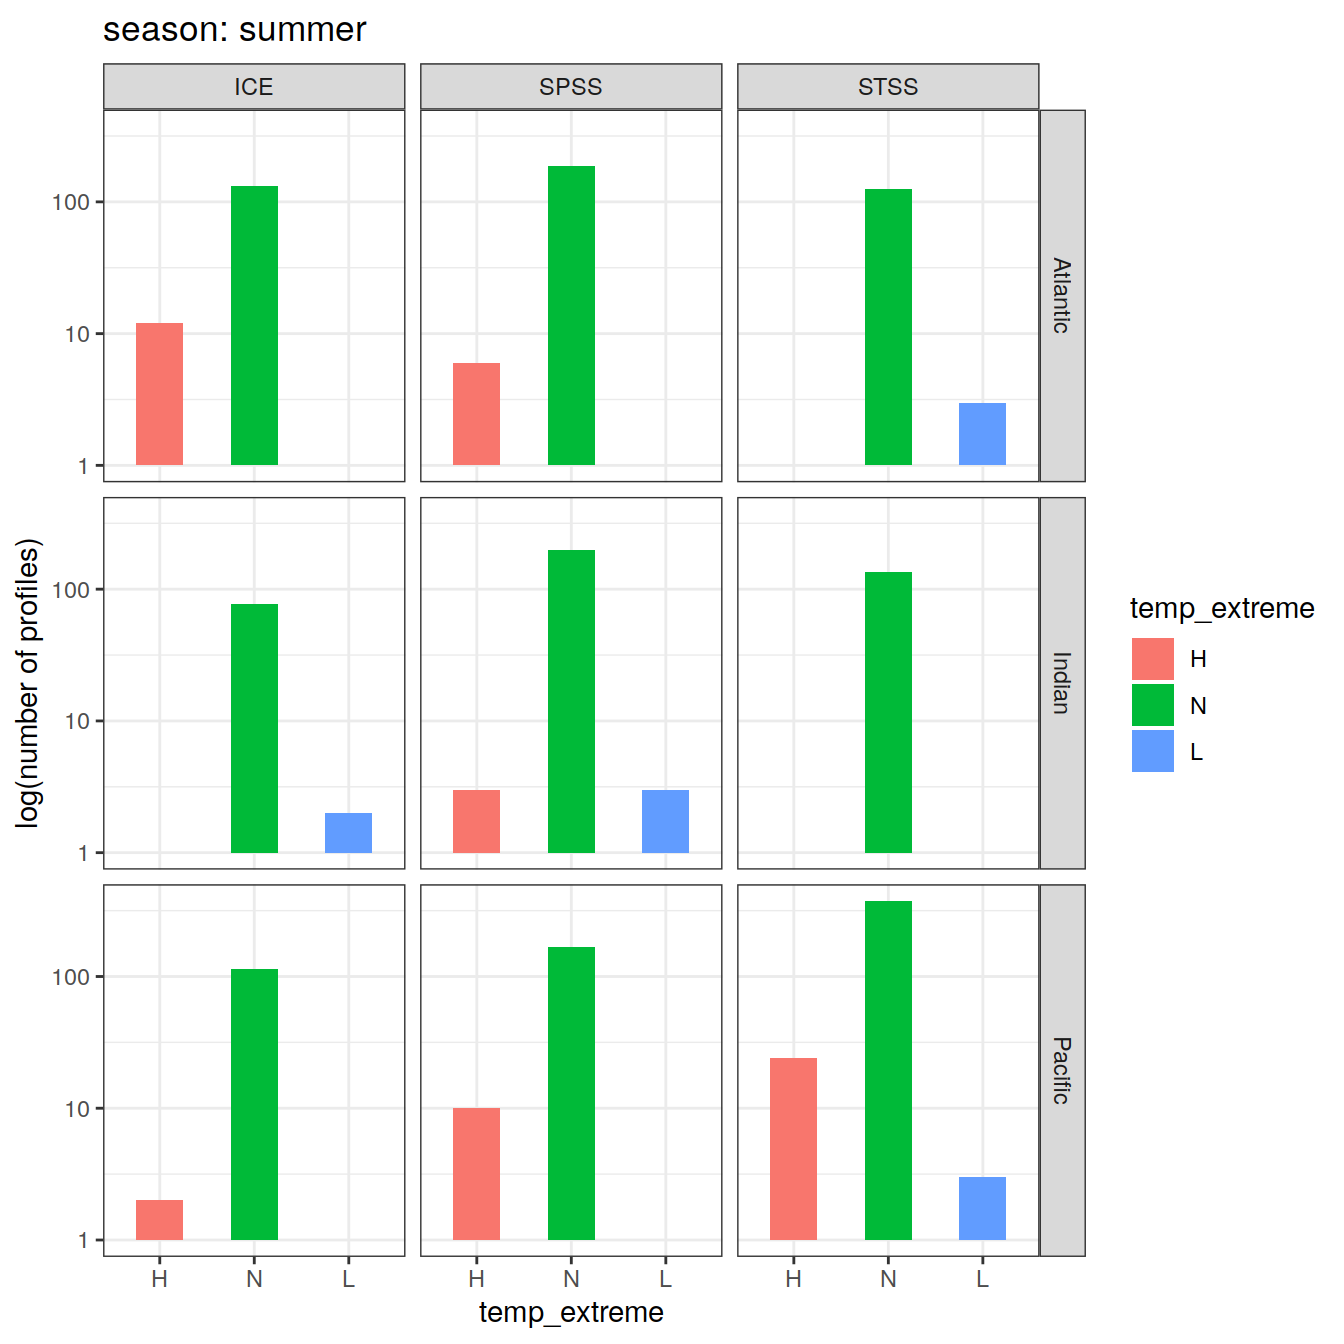 season: summer
ICE
SPSS
STSS
100
10
1
Atlantic
100
10
1
Indian
100
10
1
Pacific
H N L
H N L
H N L
temp_extreme
log(number of profiles)
temp_extreme
H
N
L